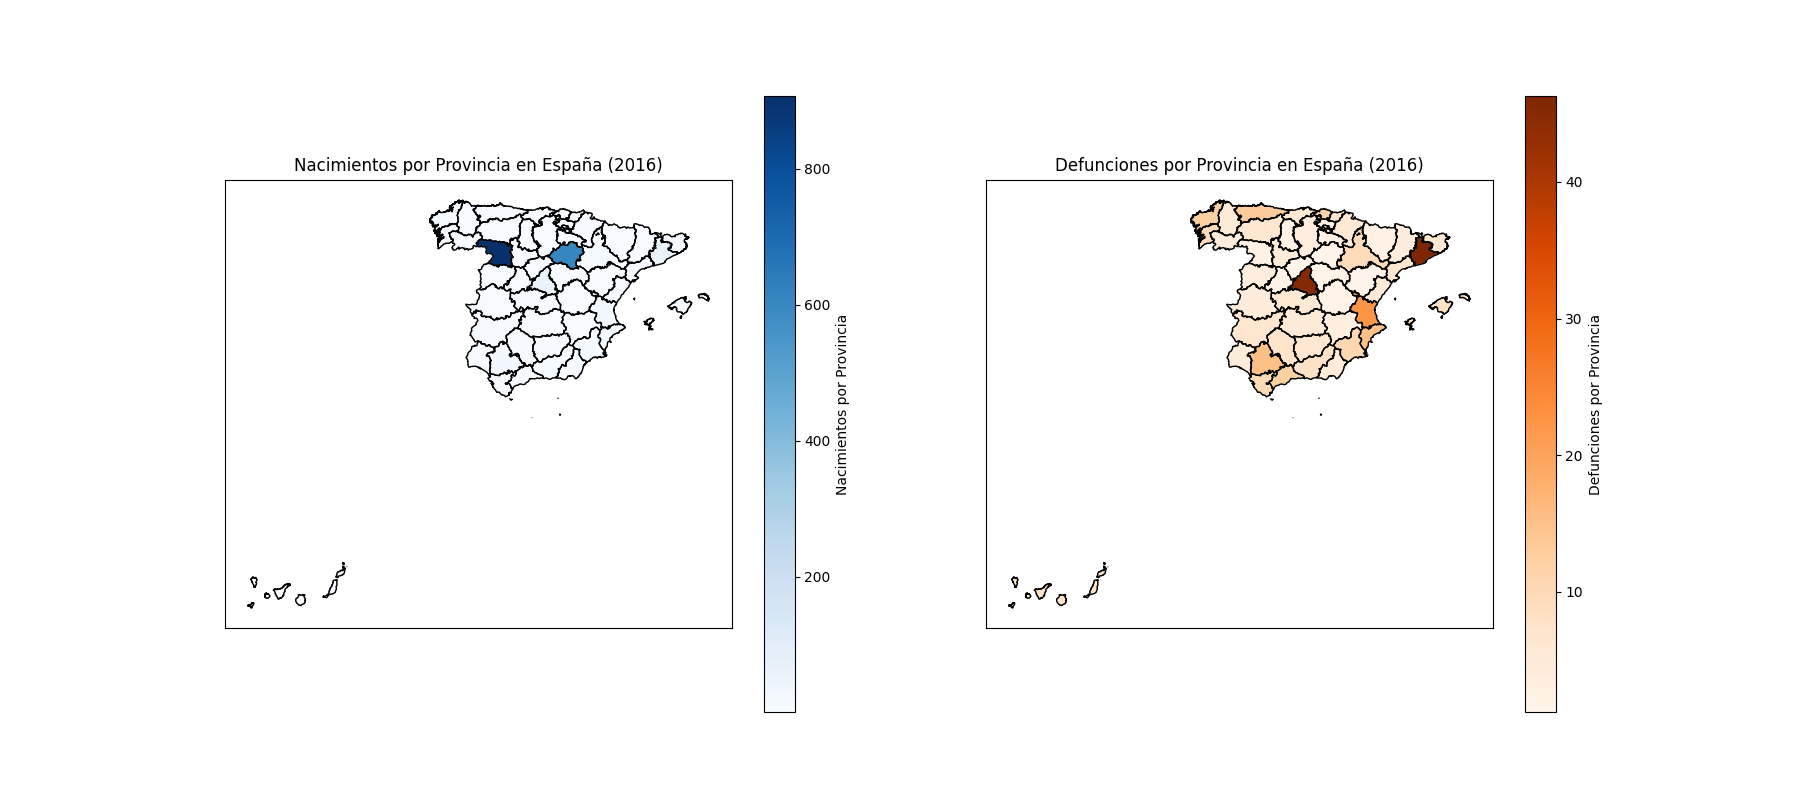 Nacimientos por Provincia en España (2016)
800
600
400
200
Nacimientos por Provincia
Defunciones por Provincia en España (2016)
40
30
20
10
Defunciones por Provincia